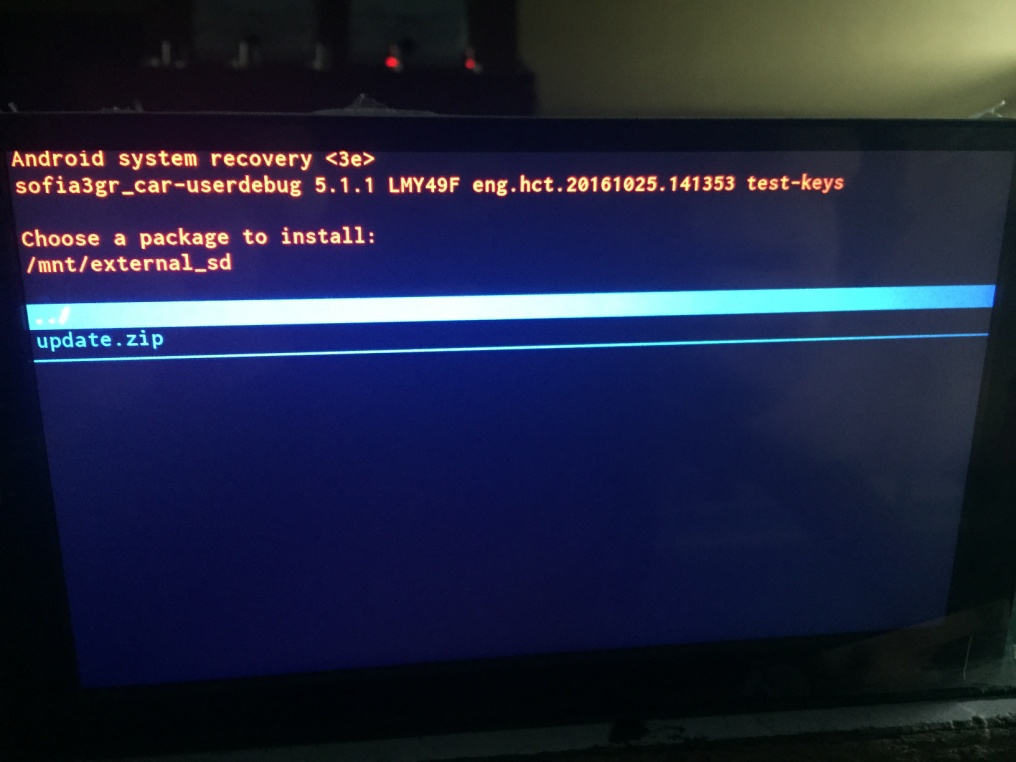 Android system recovery <3e>
sofia3gr_car-userdebug 5.1.1 LMY49F eng.hct.20161025.141353 test-keys
Choose a package to install:
/mnt/external_sd
../
update.zip